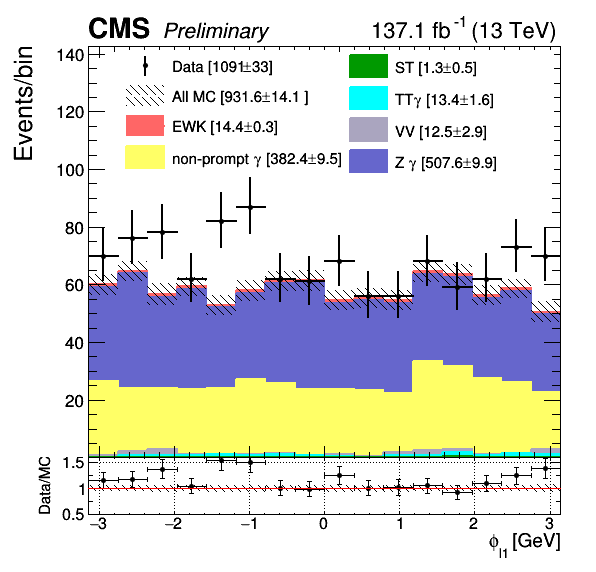 CMS Preliminary 137.1 fb⁻¹ (13 TeV)
Events/bin
140
120
100
80
60
40
20
Data [1091±33]
All MC [931.6±14.1 ]
EWK [14.4±0.3]
non-prompt γ [382.4±9.5]
ST [1.3±0.5]
TTγ [13.4±1.6]
VV [12.5±2.9]
Z γ [507.6±9.9]
Data/MC
1.5
1
0.5
−3 −2 −1 0 1 2 3
ϕ_l1 [GeV]